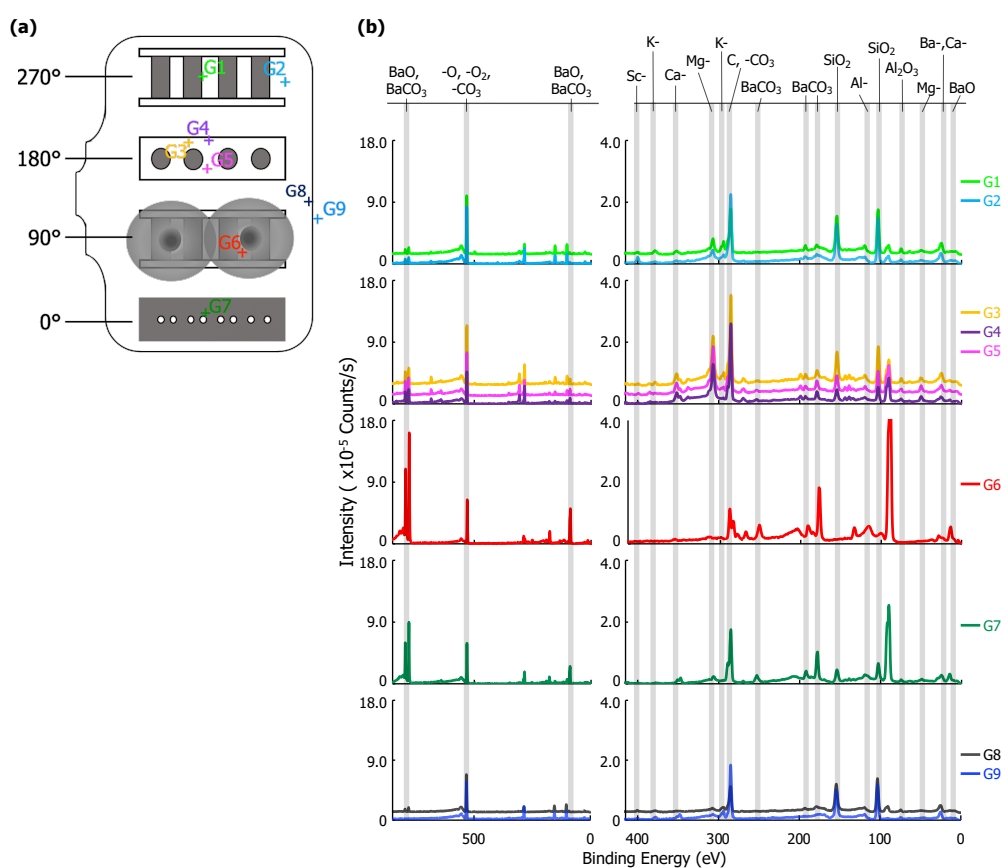 (a)
270°
G1
G2
180°
G4
G3
G5
G8
G9
90°
G6
G7
0°
(b)
BaO,
BaCO3
-O, -O2,
-CO3
BaO,
BaCO3
Sc-
K-
Ca-
Mg-
K-
C, -CO3
BaCO3
BaCO3
SiO2
Al-
SiO2
Al2O3
Mg-
Ba-,Ca-
BaO
Intensity ( x10-5 Counts/s)
18.0
9.0
0
4.0
2.0
0
G1
G2
18.0
9.0
0
4.0
2.0
0
G3
G4
G5
18.0
9.0
0
4.0
2.0
0
G6
18.0
9.0
0
4.0
2.0
0
G7
18.0
9.0
0
4.0
2.0
0
G8
G9
500 0
400 300 200 100 0
Binding Energy (eV)